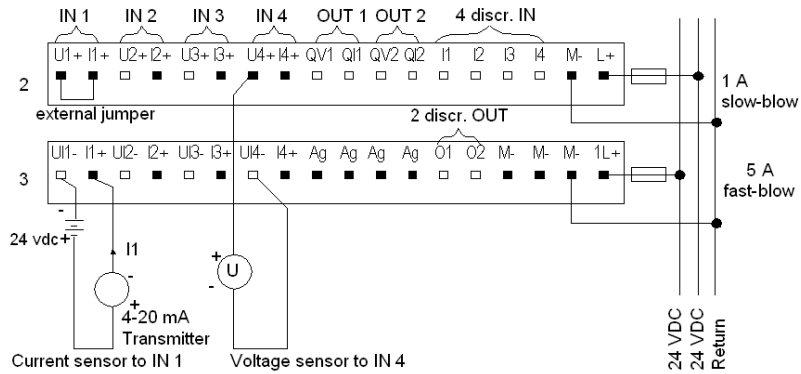 IN 1 IN 2 IN 3 IN 4 OUT 1 OUT 2 4 discr. IN
U1+ I1+ U2+ I2+ U3+ I3+ U4+ I4+ QV1 QI1 QV2 QI2 I1 I2 I3 I4 M- L+
2
external jumper
1 A
slow-blow
2 discr. OUT
UI1- I1+ UI2- I2+ UI3- I3+ UI4- I4+ Ag Ag Ag Ag O1 O2 M- M- M- 1L+
3
5 A
fast-blow
-
24 vdc +
I1
-
+
4-20 mA
Transmitter
+
U
-
Current sensor to IN 1
Voltage sensor to IN 4
24 VDC
24 VDC
Return